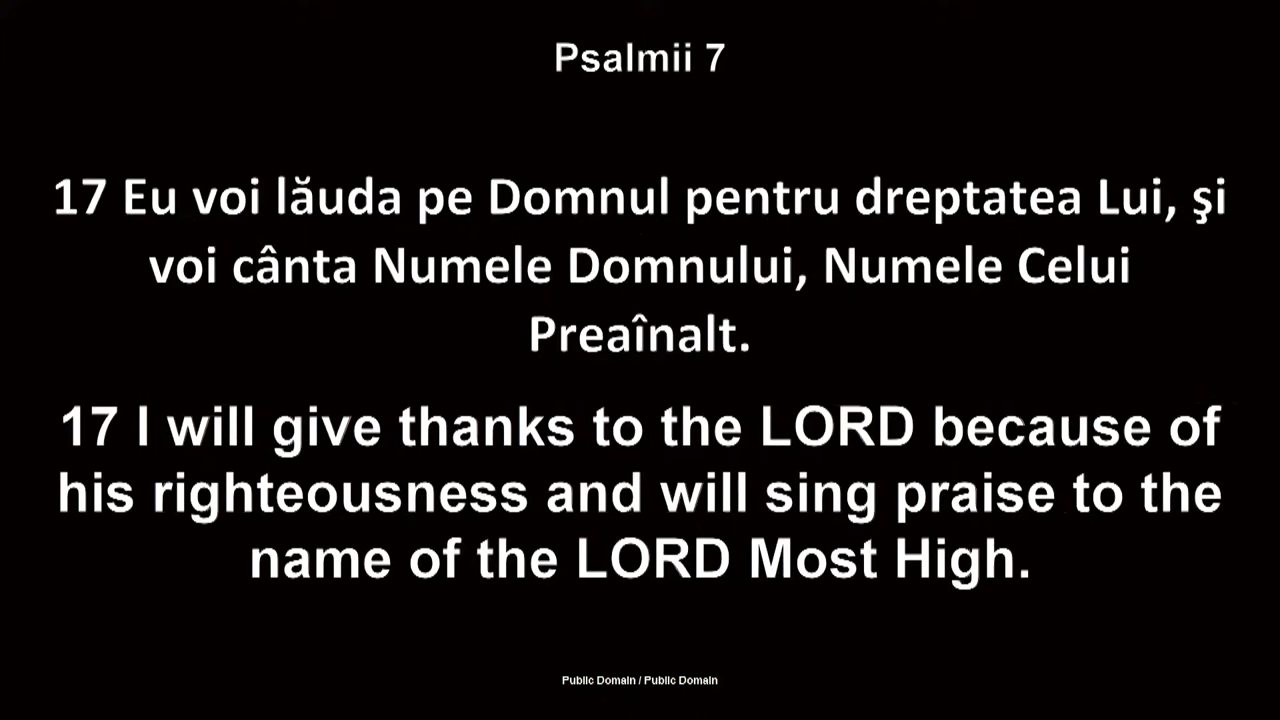 Psalmii 7
17 Eu voi lăuda pe Domnul pentru dreptatea Lui, şi
voi cânta Numele Domnului, Numele Celui
Preaînalt.
17 I will give thanks to the LORD because of
his righteousness and will sing praise to the
name of the LORD Most High.
Public Domain / Public Domain